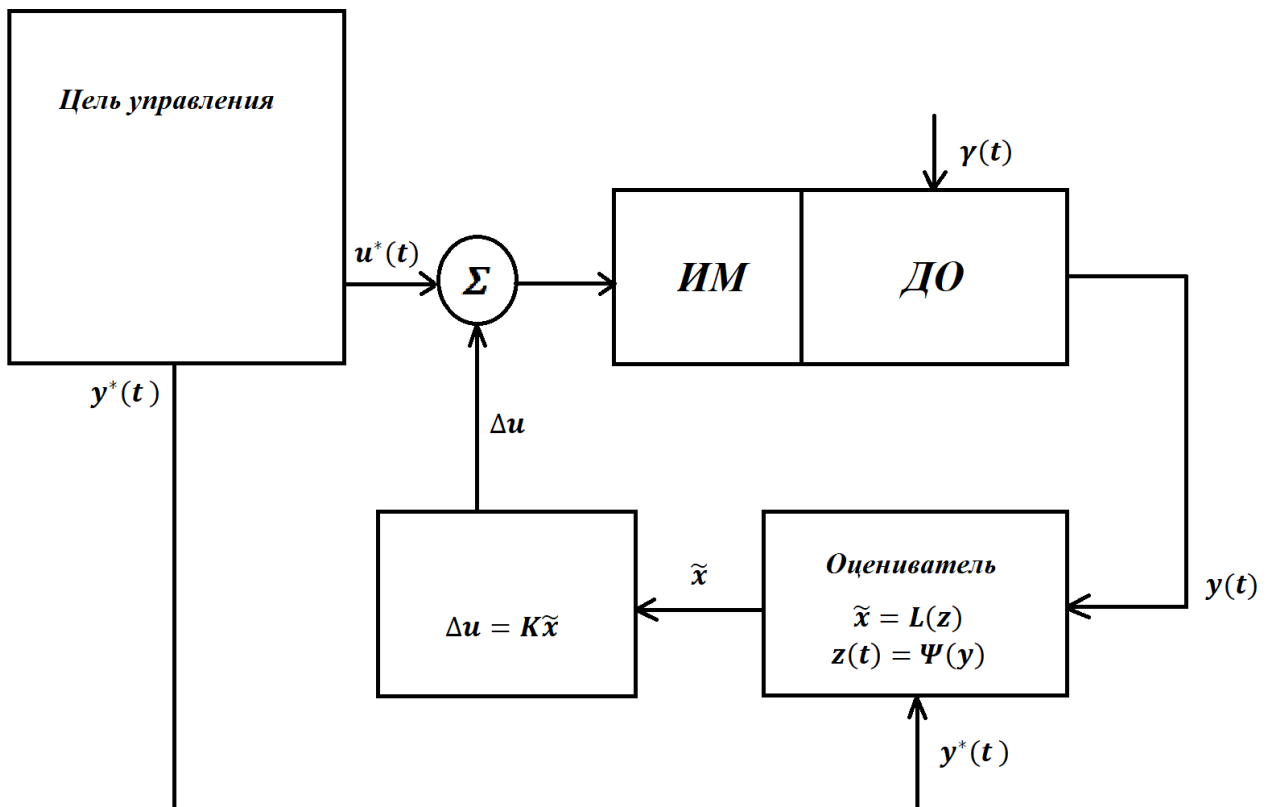 Цель управления
γ(t)
u*(t)
Σ
ИМ
ДО
y*(t)
Δu
Оцениватель
x̃
y(t)
x̃ = L(z)
Δu = Kx̃
z(t) = Ψ(y)
y*(t)